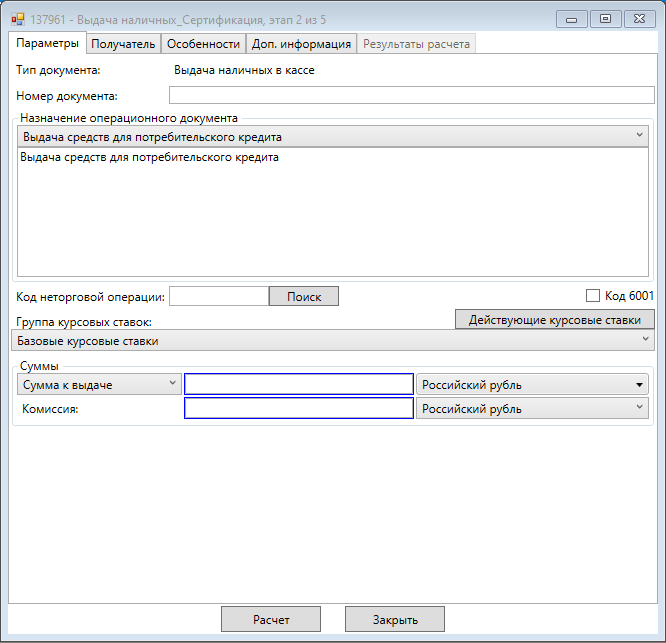 137961 - Выдача наличных_Сертификация, этап 2 из 5
Параметры Получатель Особенности Доп. информация Результаты расчета
Тип документа: Выдача наличных в кассе
Номер документа:
Назначение операционного документа
Выдача средств для потребительского кредита
Выдача средств для потребительского кредита
Код неторговой операции: Поиск Код 6001
Группа курсовых ставок: Действующие курсовые ставки
Базовые курсовые ставки
Суммы
Сумма к выдаче Российский рубль
Комиссия: Российский рубль
Расчет Закрыть